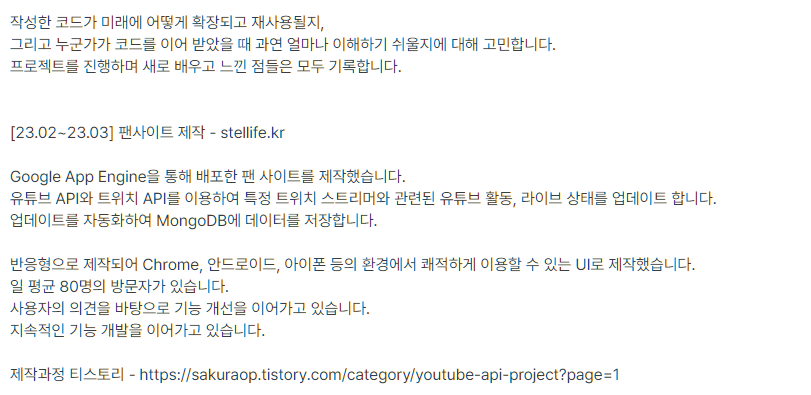 작성한 코드가 미래에 어떻게 확장되고 재사용될지,
그리고 누군가가 코드를 이어 받았을 때 과연 얼마나 이해하기 쉬울지에 대해 고민합니다.
프로젝트를 진행하며 새로 배우고 느낀 점들은 모두 기록합니다.
[23.02~23.03] 팬사이트 제작 - stellife.kr
Google App Engine을 통해 배포한 팬 사이트를 제작했습니다.
유튜브 API와 트위치 API를 이용하여 특정 트위치 스트리머와 관련된 유튜브 활동, 라이브 상태를 업데이트 합니다.
업데이트를 자동화하여 MongoDB에 데이터를 저장합니다.
반응형으로 제작되어 Chrome, 안드로이드, 아이폰 등의 환경에서 쾌적하게 이용할 수 있는 UI로 제작했습니다.
일 평균 80명의 방문자가 있습니다.
사용자의 의견을 바탕으로 기능 개선을 이어가고 있습니다.
지속적인 기능 개발을 이어가고 있습니다.
제작과정 티스토리 - https://sakuraop.tistory.com/category/youtube-api-project?page=1